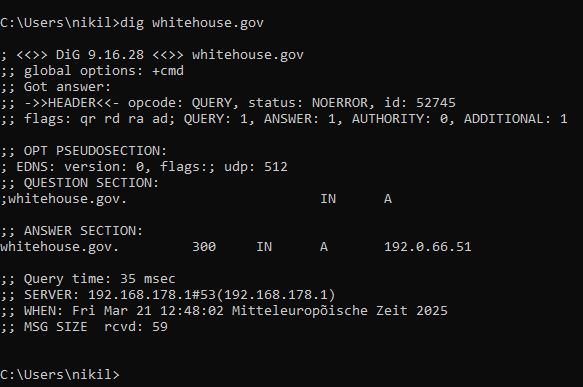 C:\Users\nikil>dig whitehouse.gov
; <<>> DiG 9.16.28 <<>> whitehouse.gov
;; global options: +cmd
;; Got answer:
;; ->>HEADER<<- opcode: QUERY, status: NOERROR, id: 52745
;; flags: qr rd ra ad; QUERY: 1, ANSWER: 1, AUTHORITY: 0, ADDITIONAL: 1
;; OPT PSEUDOSECTION:
; EDNS: version: 0, flags:; udp: 512
;; QUESTION SECTION:
;whitehouse.gov. IN A
;; ANSWER SECTION:
whitehouse.gov. 300 IN A 192.0.66.51
;; Query time: 35 msec
;; SERVER: 192.168.178.1#53(192.168.178.1)
;; WHEN: Fri Mar 21 12:48:02 Mitteleuropõische Zeit 2025
;; MSG SIZE rcvd: 59
C:\Users\nikil>